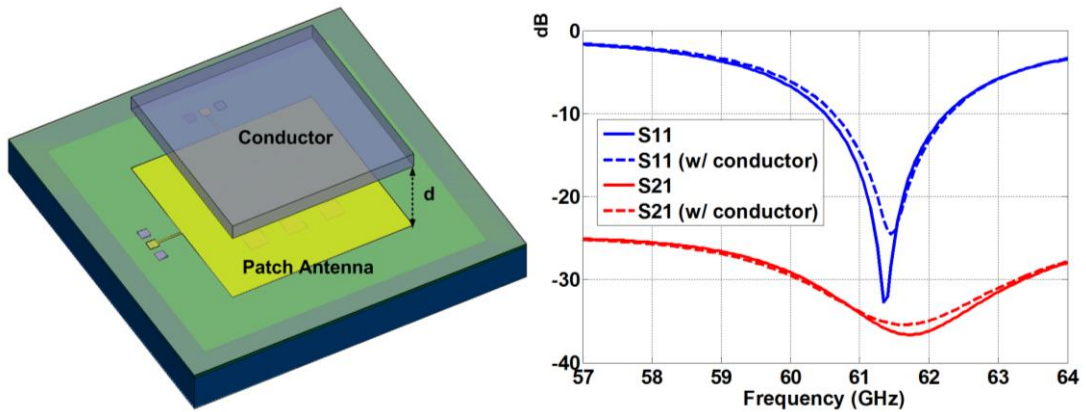 Conductor
d
Patch Antenna
dB
0
-10
-20
-30
-40
S11
S11 (w/ conductor)
S21
S21 (w/ conductor)
57 58 59 60 61 62 63 64
Frequency (GHz)